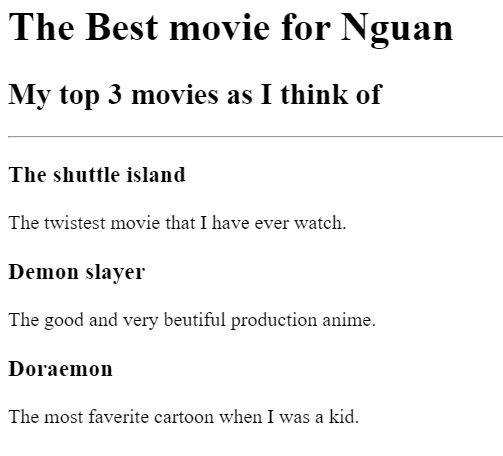 The Best movie for Nguan
My top 3 movies as I think of
The shuttle island
The twistest movie that I have ever watch.
Demon slayer
The good and very beutiful production anime.
Doraemon
The most faverite cartoon when I was a kid.